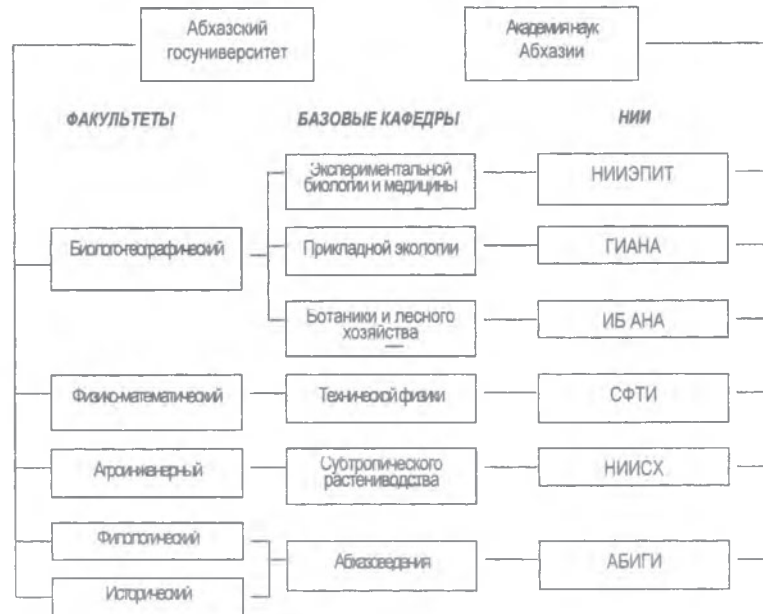 Абхазский
госуниверситет
Академия наук
Абхазии
ФАКУЛЬТЕТЫ
БАЗОВЫЕ КАФЕДРЫ
НИИ
Экспериментальной
биологии и медицины
НИИЭПИТ
Биолого-географический
Прикладной экологии
ГИАНА
Ботаники и лесного
хозяйства
ИБ АНА
Физико-математический
Технической физики
СФТИ
Агроинженерный
Субтропического
растениводства
НИИСХ
Филологический
Исторический
Абхазоведения
АБИГИ